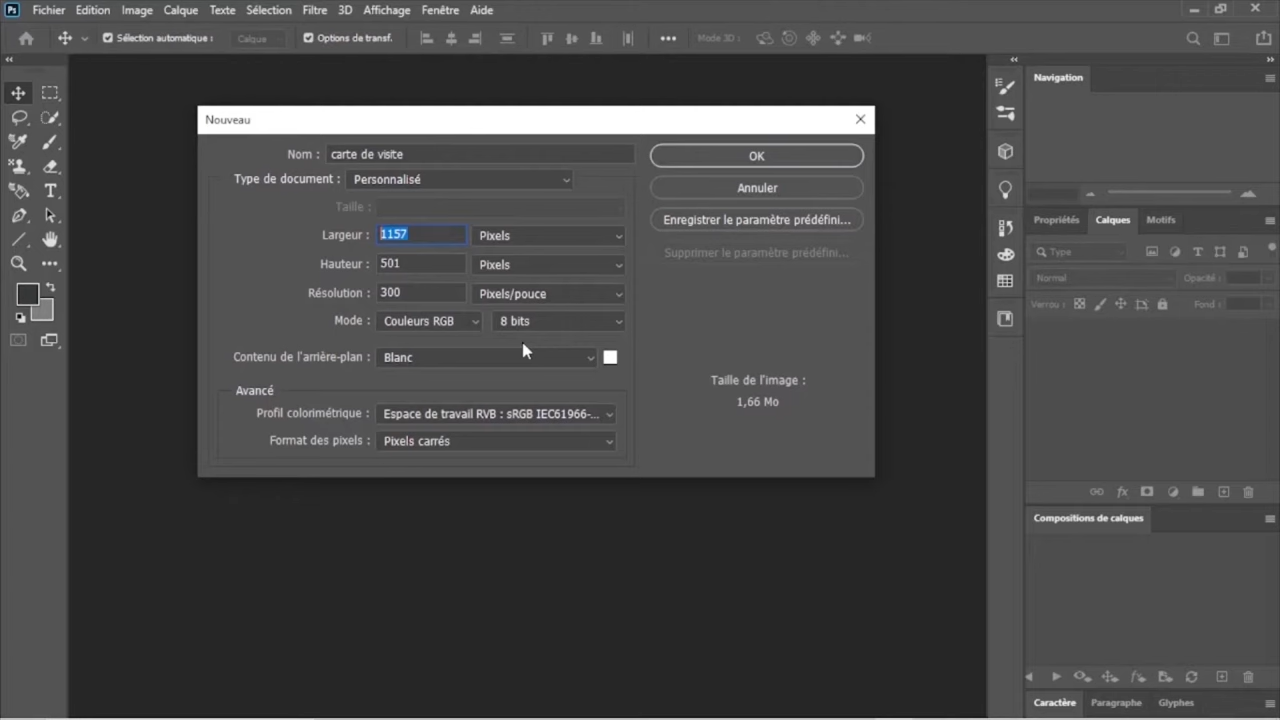 Ps Fichier Edition Image Calque Texte Sélection Filtre 3D Affichage Fenêtre Aide
Sélection automatique : Calque Options de transf. Mode 3D :
Nouveau
Nom : carte de visite
Type de document : Personnalisé
Taille :
Largeur : 1157 Pixels
Hauteur : 501 Pixels
Résolution : 300 Pixels/pouce
Mode : Couleurs RGB 8 bits
Contenu de l'arrière-plan : Blanc
Avancé
Profil colorimétrique : Espace de travail RVB : sRGB IEC61966-...
Format des pixels : Pixels carrés
OK
Annuler
Enregistrer le paramètre prédéfini...
Supprimer le paramètre prédéfini...
Taille de l'image :
1,66 Mo
Navigation
Propriétés Calques Motifs
Type
Normal Opacité :
Verrou : Fond :
fx
Compositions de calques
Caractère Paragraphe Glyphes